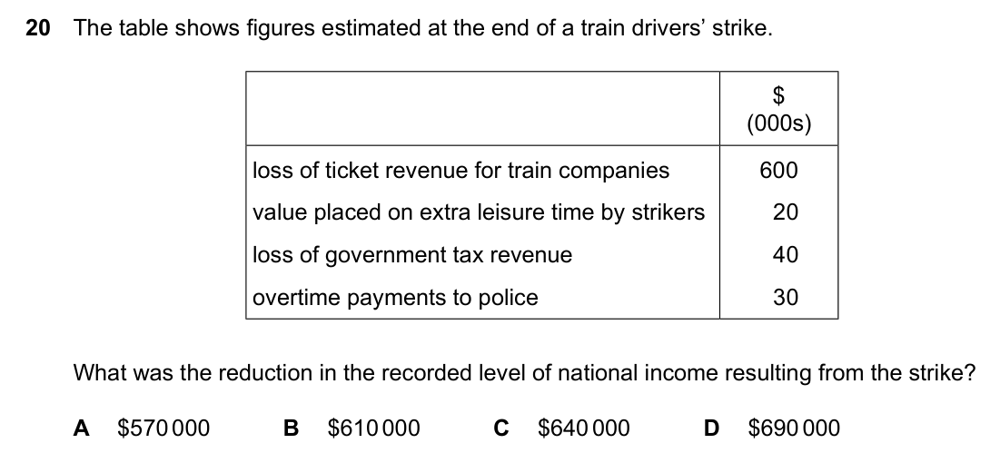 20 The table shows figures estimated at the end of a train drivers’ strike.
$
(000s)
loss of ticket revenue for train companies 600
value placed on extra leisure time by strikers 20
loss of government tax revenue 40
overtime payments to police 30
What was the reduction in the recorded level of national income resulting from the strike?
A $570 000 B $610 000 C $640 000 D $690 000